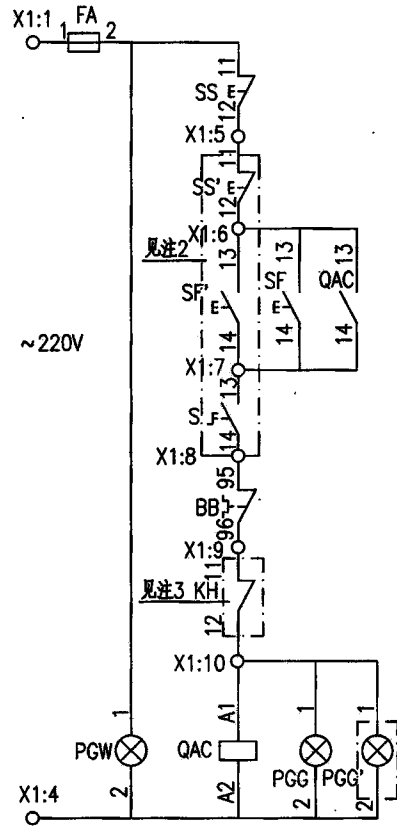 X1:1
FA
1
2
11
SS E
12
X1:5
11
SS' E
12
X1:6
见注2
13
13
13
SF'
E
SF
E
QAC
14
14
14
~220V
X1:7
13
S
14
X1:8
95
BB
96
X1:9
11
见注3 KH
12
X1:10
1
A1
1
1
PGW
QAC
PGG
PGG'
2
A2
2
2
X1:4